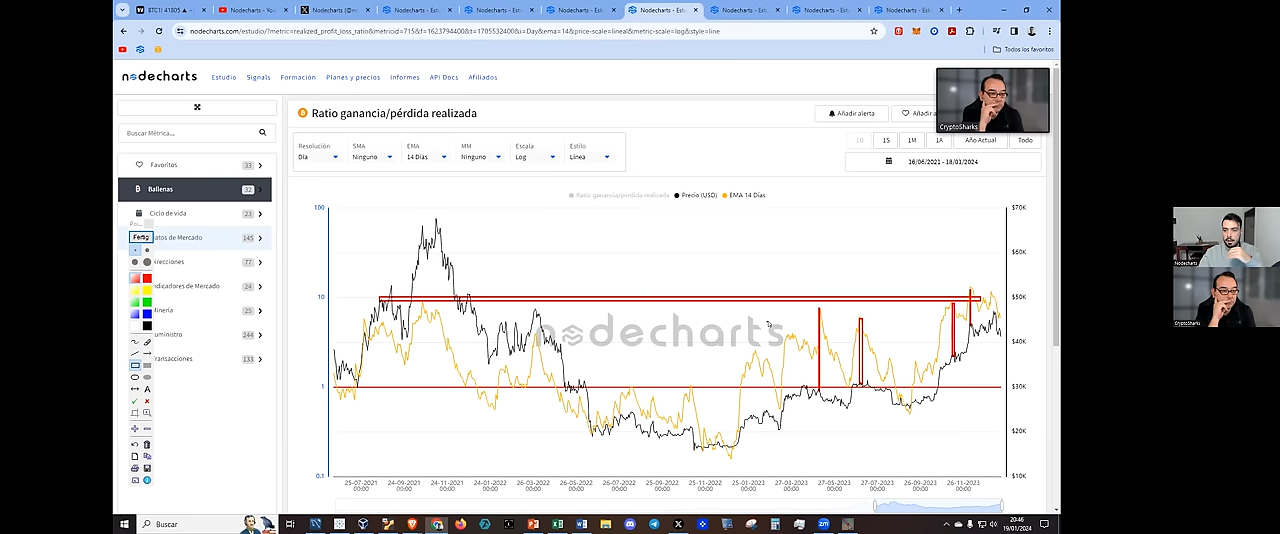 BTC1! 41805 ▲
Nodecharts - You
Nodecharts (@no
Nodecharts - Est
Nodecharts - Est
Nodecharts - Est
Nodecharts - Est
Nodecharts - Est
Nodecharts - Est
Nodecharts - Est
nodecharts.com/estudio/?metric=realized_profit_loss_ratio&metricid=715&f=1623794400&t=1705532400&i=Day&ema=14&price-scale=lineal&metric-scale=log&style=line
Todos los favoritos
nodecharts
Estudio
Signals
Formación
Planes y precios
Informes
API Docs
Afiliados
CryptoSharks
Buscar Métrica...
Favoritos
33
Ballenas
32
Ciclo de vida
23
Fertig
atos de Mercado
145
irecciones
77
ndicadores de Mercado
24
Minería
25
uministro
244
ransacciones
133
Ratio ganancia/pérdida realizada
Añadir alerta
Añadir a
Resolución
Día
SMA
Ninguno
EMA
14 Días
MM
Ninguno
Escala
Log
Estilo
Línea
1D
1S
1M
1A
Año Actual
Todo
16/06/2021 - 18/01/2024
Ratio ganancia/pérdida realizada
Precio (USD)
EMA 14 Días
100
10
1
0.1
$70K
$60K
$50K
$40K
$30K
$20K
$10K
nodecharts
25-07-2021 00:00
24-09-2021 00:00
24-11-2021 00:00
24-01-2022 00:00
27-03-2022 00:00
27-05-2022 00:00
27-07-2022 00:00
26-09-2022 00:00
26-11-2022 00:00
25-01-2023 00:00
27-03-2023 00:00
27-05-2023 00:00
27-07-2023 00:00
26-09-2023 00:00
26-11-2023 00:00
Nodecharts
CryptoSharks
Buscar
20:46
19/01/2024